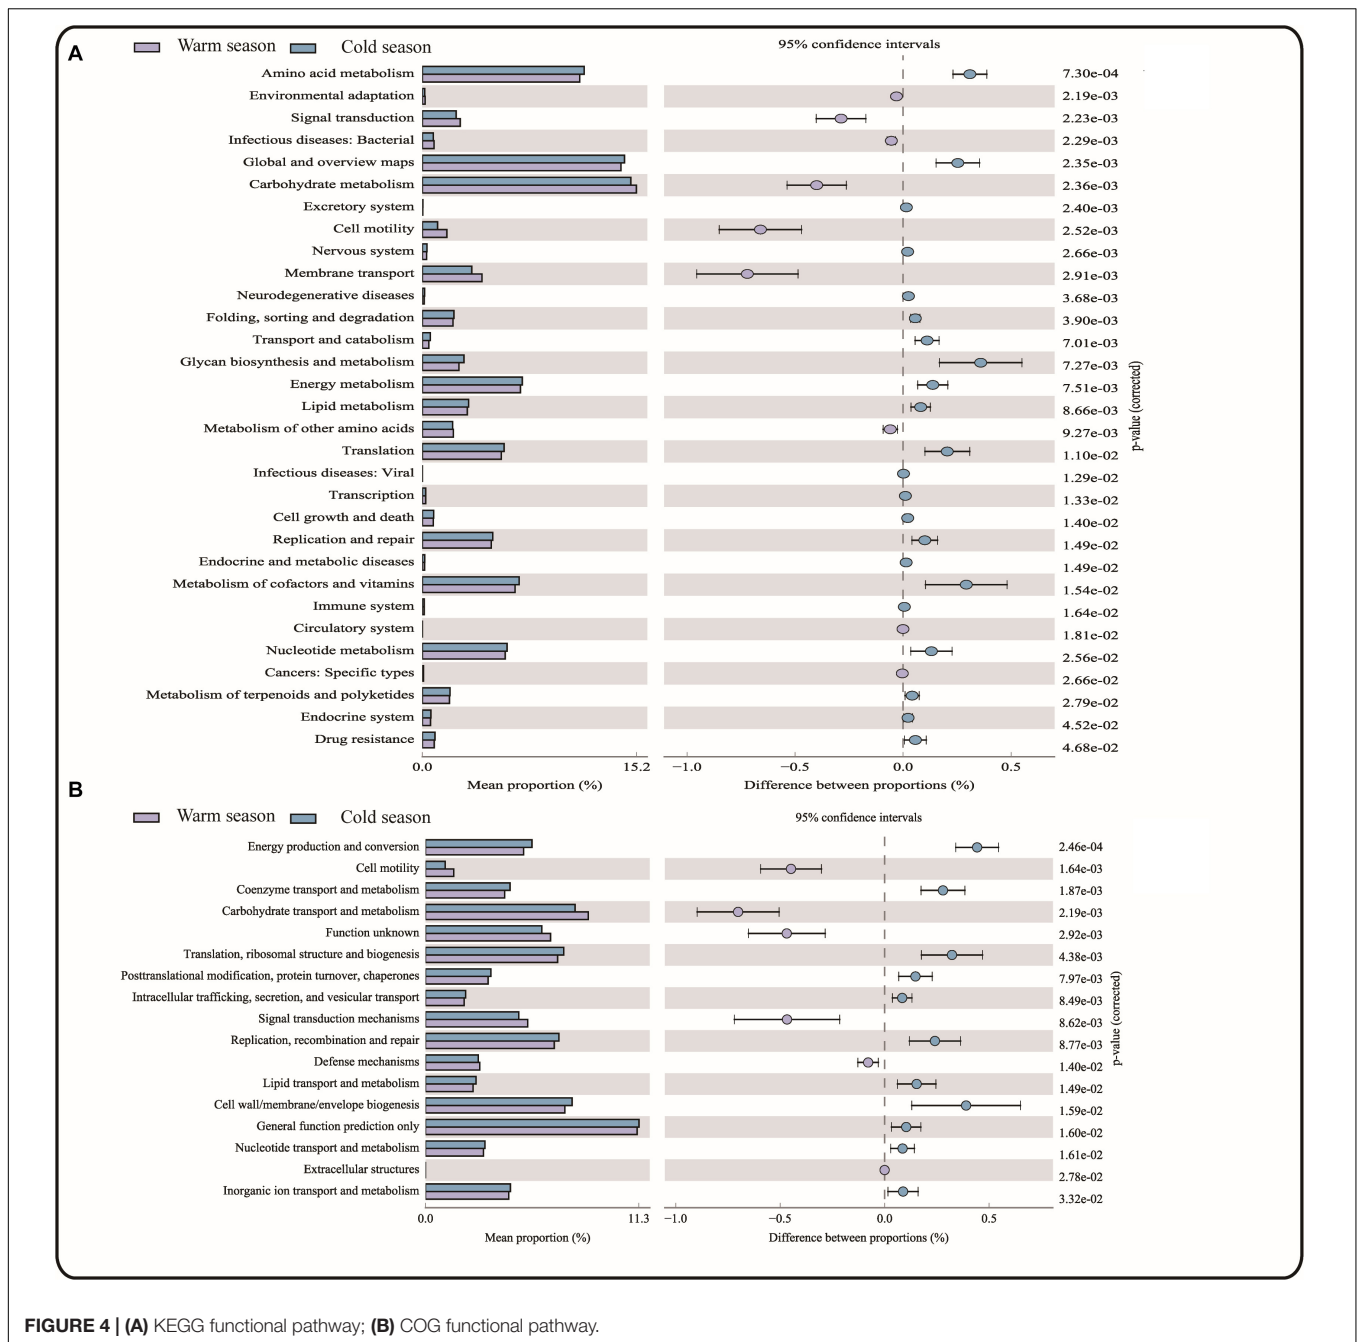 A
Warm season Cold season 95% confidence intervals
Amino acid metabolism 7.30e-04
Environmental adaptation 2.19e-03
Signal transduction 2.23e-03
Infectious diseases: Bacterial 2.29e-03
Global and overview maps 2.35e-03
Carbohydrate metabolism 2.36e-03
Excretory system 2.40e-03
Cell motility 2.52e-03
Nervous system 2.66e-03
Membrane transport 2.91e-03
Neurodegenerative diseases 3.68e-03
Folding, sorting and degradation 3.90e-03
Transport and catabolism 7.01e-03
Glycan biosynthesis and metabolism 7.27e-03
Energy metabolism 7.51e-03
Lipid metabolism 8.66e-03
Metabolism of other amino acids 9.27e-03
Translation 1.10e-02
Infectious diseases: Viral 1.29e-02
Transcription 1.33e-02
Cell growth and death 1.40e-02
Replication and repair 1.49e-02
Endocrine and metabolic diseases 1.49e-02
Metabolism of cofactors and vitamins 1.54e-02
Immune system 1.64e-02
Circulatory system 1.81e-02
Nucleotide metabolism 2.56e-02
Cancers: Specific types 2.66e-02
Metabolism of terpenoids and polyketides 2.79e-02
Endocrine system 4.52e-02
Drug resistance 4.68e-02
p-value (corrected)
0.0 15.2 −1.0 −0.5 0.0 0.5
Mean proportion (%) Difference between proportions (%)
B
Warm season Cold season 95% confidence intervals
Energy production and conversion 2.46e-04
Cell motility 1.64e-03
Coenzyme transport and metabolism 1.87e-03
Carbohydrate transport and metabolism 2.19e-03
Function unknown 2.92e-03
Translation, ribosomal structure and biogenesis 4.38e-03
Posttranslational modification, protein turnover, chaperones 7.97e-03
Intracellular trafficking, secretion, and vesicular transport 8.49e-03
Signal transduction mechanisms 8.62e-03
Replication, recombination and repair 8.77e-03
Defense mechanisms 1.40e-02
Lipid transport and metabolism 1.49e-02
Cell wall/membrane/envelope biogenesis 1.59e-02
General function prediction only 1.60e-02
Nucleotide transport and metabolism 1.61e-02
Extracellular structures 2.78e-02
Inorganic ion transport and metabolism 3.32e-02
p-value (corrected)
0.0 11.3 −1.0 −0.5 0.0 0.5
Mean proportion (%) Difference between proportions (%)
FIGURE 4 | (A) KEGG functional pathway; (B) COG functional pathway.